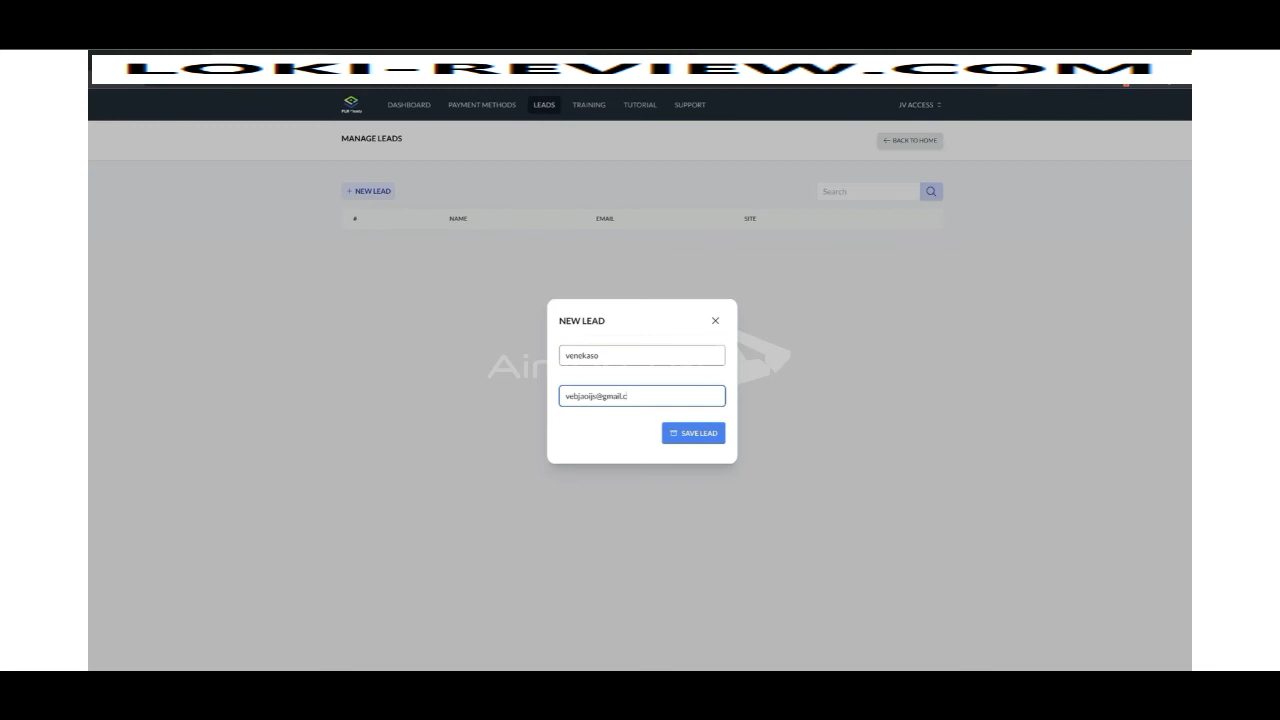 LOKI-REVIEW.COM
DASHBOARD PAYMENT METHODS LEADS TRAINING TUTORIAL SUPPORT JV ACCESS
MANAGE LEADS
BACK TO HOME
+ NEW LEAD
Search
# NAME EMAIL SITE
NEW LEAD
venekaso
Air
vebjaoijs@gmail.c
SAVE LEAD